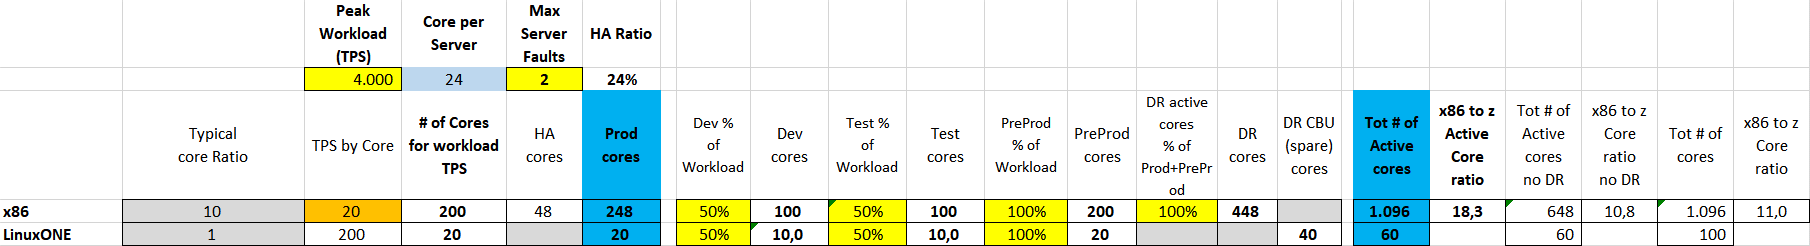 Peak Workload (TPS) Core per Server Max Server Faults HA Ratio
4.000 24 2 24%
Typical core Ratio TPS by Core # of Cores for workload TPS HA cores Prod cores Dev % of Workload Dev cores Test % of Workload Test cores PreProd % of Workload PreProd cores DR active cores % of Prod+PrePr od DR cores DR CBU (spare) cores Tot # of Active cores x86 to z Active Core ratio Tot # of Active cores no DR x86 to z Core ratio no DR Tot # of cores x86 to z Core ratio
x86 10 20 200 48 248 50% 100 50% 100 100% 200 100% 448 1.096 18,3 648 10,8 1.096 11,0
LinuxONE 1 200 20 20 50% 10,0 50% 10,0 100% 20 40 60 60 100